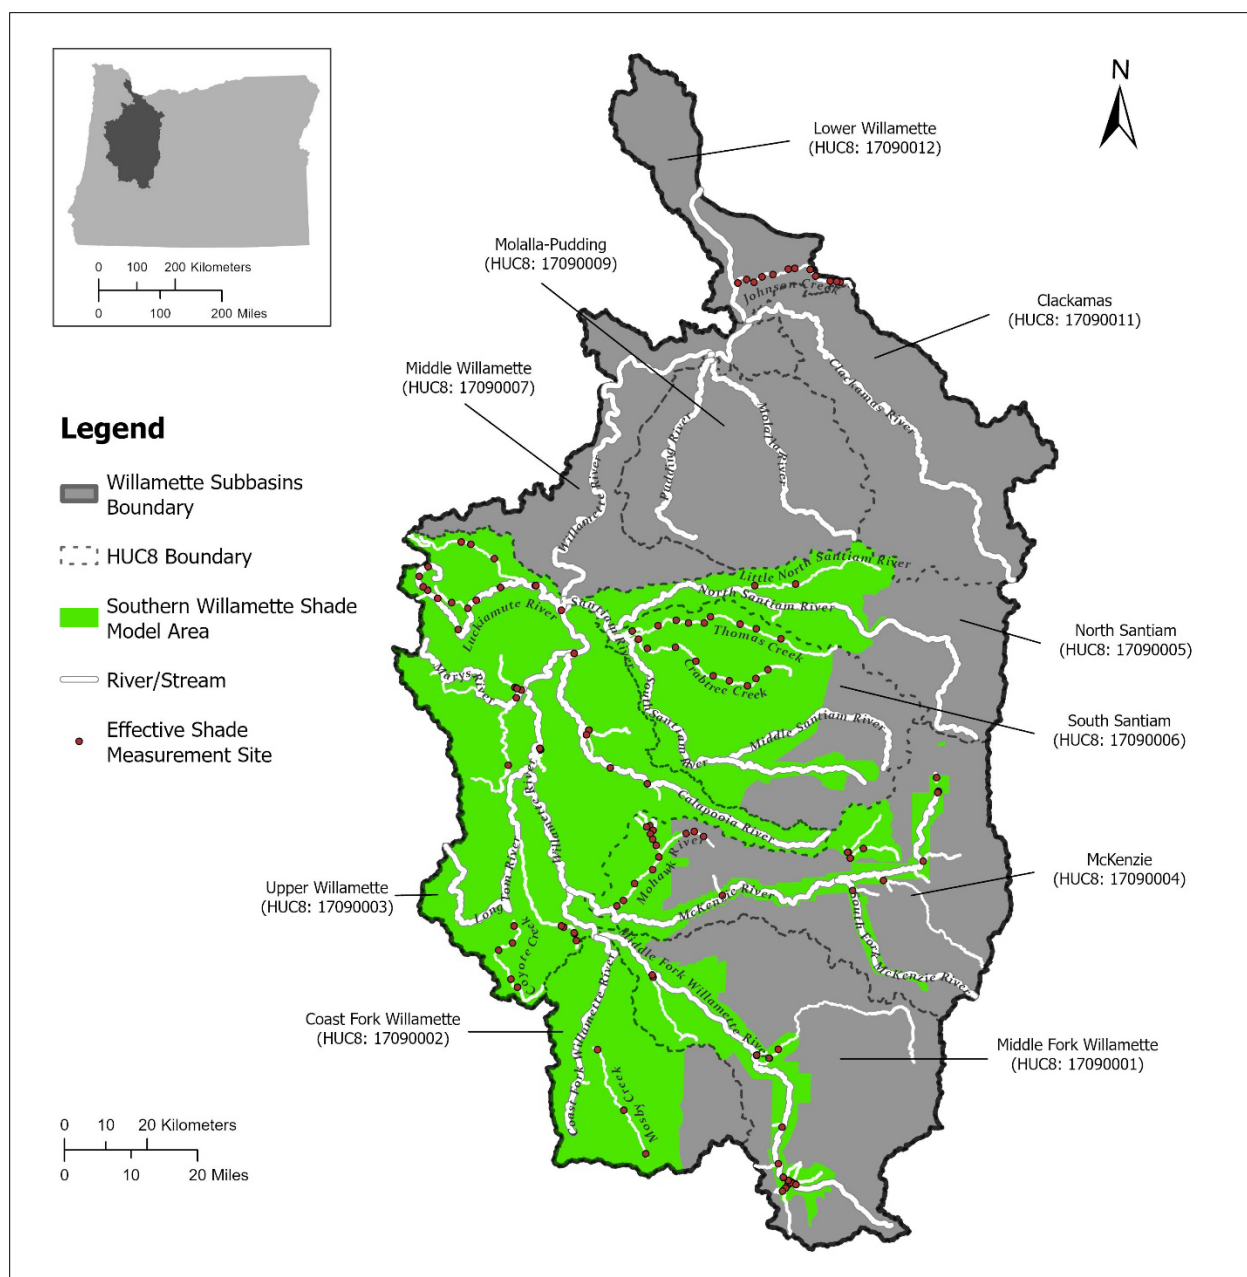 N
Lower Willamette
(HUC8: 17090012)
0 100 200 Kilometers
0 100 200 Miles
Molalla-Pudding
(HUC8: 17090009)
Johnson Creek
Clackamas
(HUC8: 17090011)
Middle Willamette
(HUC8: 17090007)
Clackamas River
Molalla River
Pudding River
Willamette River
Legend
Willamette Subbasins
Boundary
HUC8 Boundary
Southern Willamette Shade
Model Area
River/Stream
Effective Shade
Measurement Site
Little North Santiam River
North Santiam River
Santiam River
Luckiamute River
Thomas Creek
Crabtree Creek
North Santiam
(HUC8: 17090005)
Marys River
South Santiam River
Middle Santiam River
South Santiam
(HUC8: 17090006)
Calapooia River
Willamette River
Mohawk River
McKenzie
(HUC8: 17090004)
Upper Willamette
(HUC8: 17090003)
Long Tom River
McKenzie River
South Fork McKenzie River
Coyote Creek
Middle Fork Willamette River
Coast Fork Willamette
(HUC8: 17090002)
Coast Fork Willamette River
Middle Fork Willamette
(HUC8: 17090001)
Mosby Creek
0 10 20 Kilometers
0 10 20 Miles